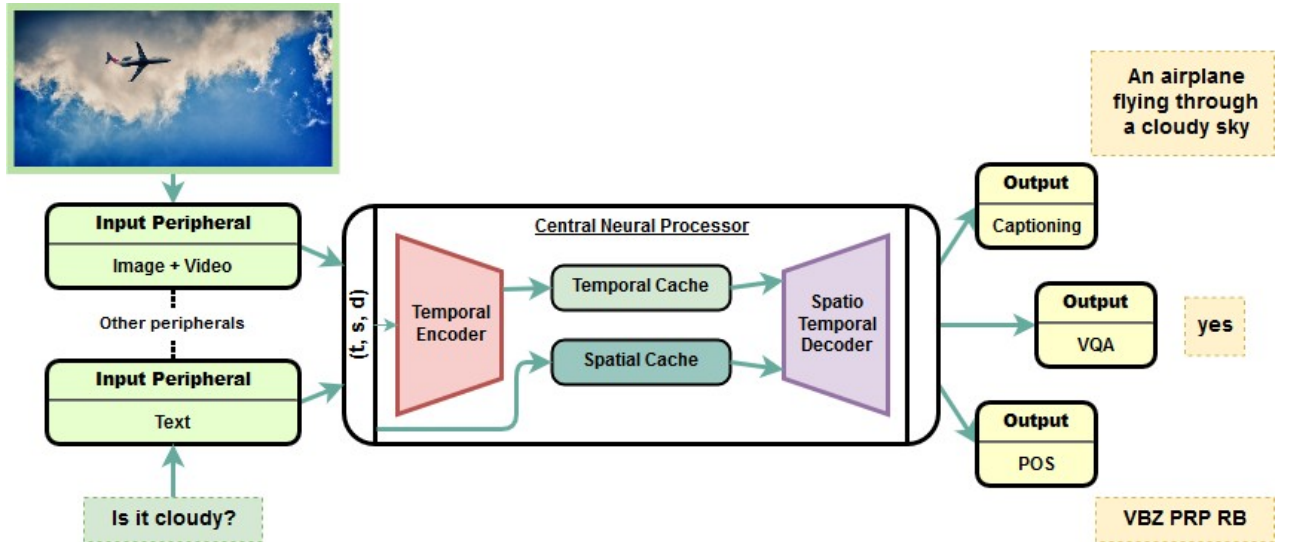 An airplane
flying through
a cloudy sky
Input Peripheral
Image + Video
Other peripherals
Input Peripheral
Text
Is it cloudy?
(t, s, d)
Central Neural Processor
Temporal
Encoder
Temporal Cache
Spatial Cache
Spatio
Temporal
Decoder
Output
Captioning
Output
VQA
yes
Output
POS
VBZ PRP RB